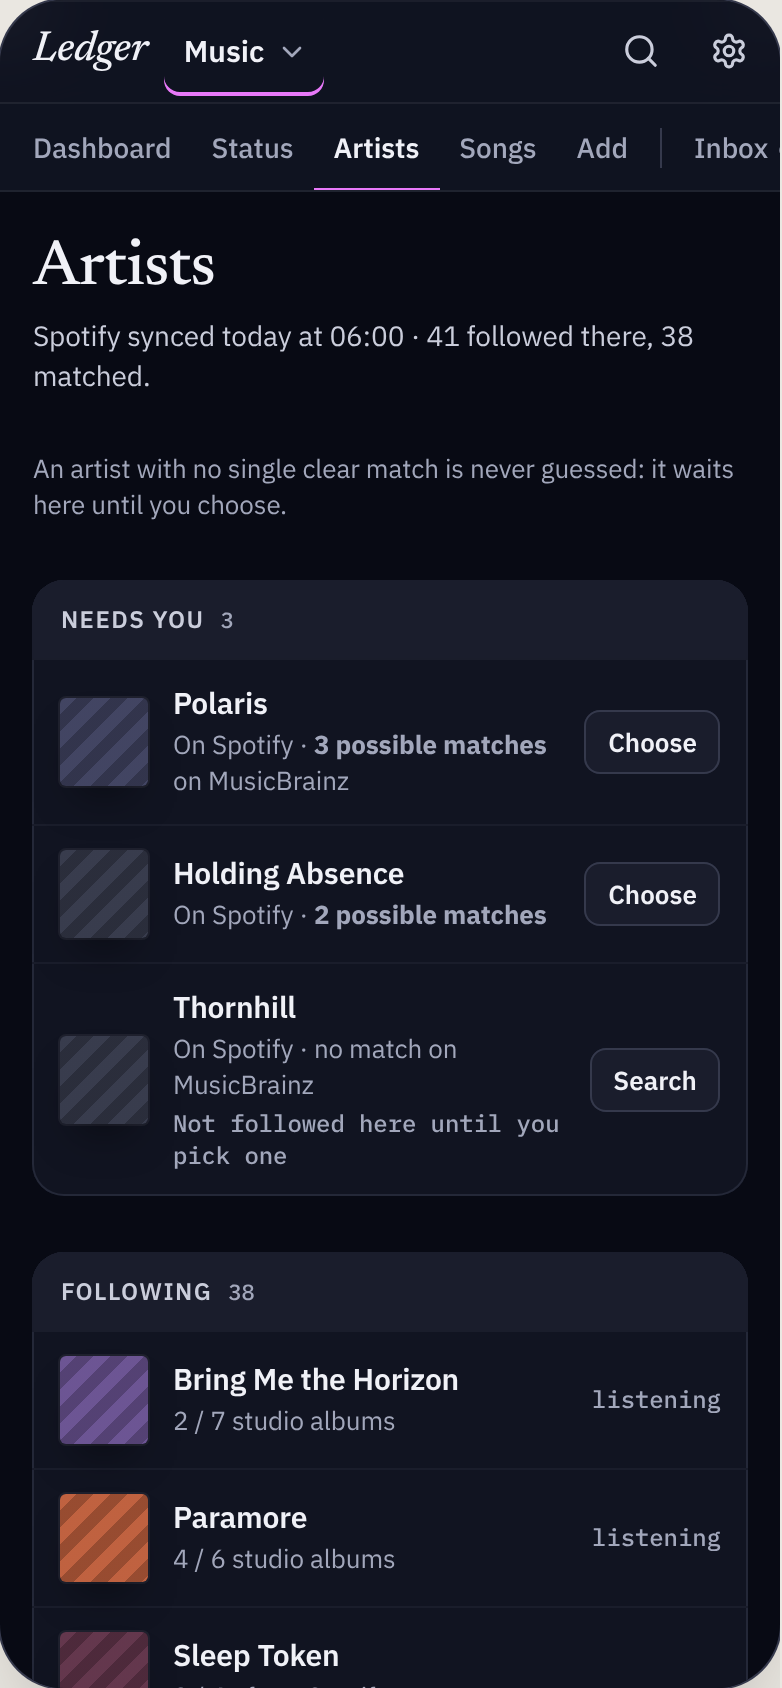 Ledger
Music
Dashboard Status Artists Songs Add Inbox
Artists
Spotify synced today at 06:00 · 41 followed there, 38
matched.
An artist with no single clear match is never guessed: it waits
here until you choose.
NEEDS YOU 3
Polaris
On Spotify · 3 possible matches
on MusicBrainz
Choose
Holding Absence
On Spotify · 2 possible matches
Choose
Thornhill
On Spotify · no match on
MusicBrainz
Not followed here until you
pick one
Search
FOLLOWING 38
Bring Me the Horizon
2 / 7 studio albums
listening
Paramore
4 / 6 studio albums
listening
Sleep Token